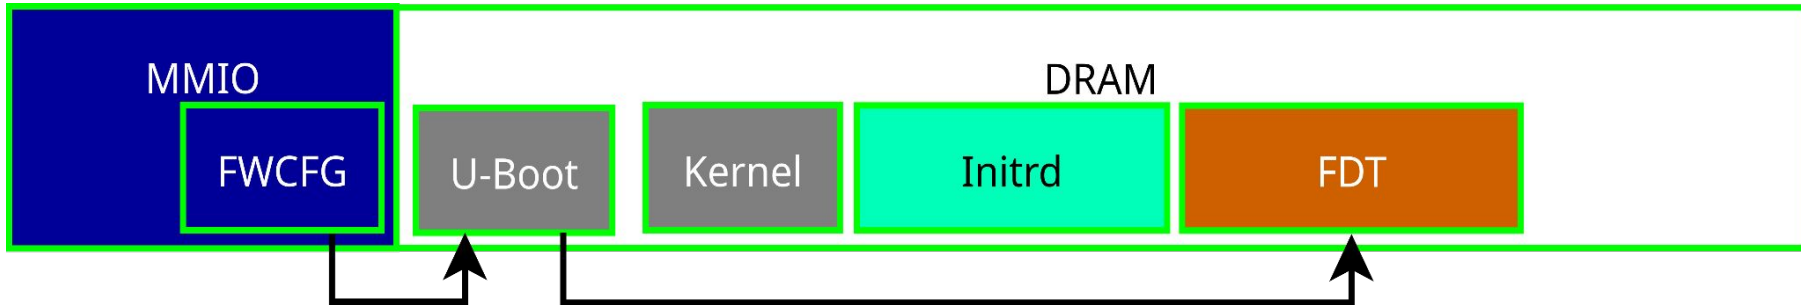 MMIO
DRAM
FWCFG
U-Boot
Kernel
Initrd
FDT